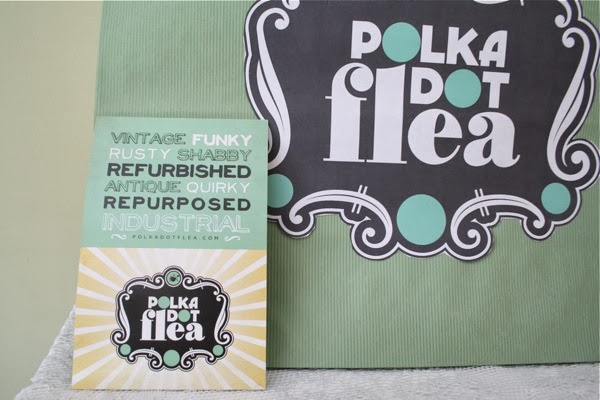 POLKA
DOT
flea
VINTAGE FUNKY
RUSTY SHABBY
REFURBISHED
ANTIQUE QUIRKY
REPURPOSED
INDUSTRIAL
POLKADOTFLEA.COM
POLKA
DOT
flea